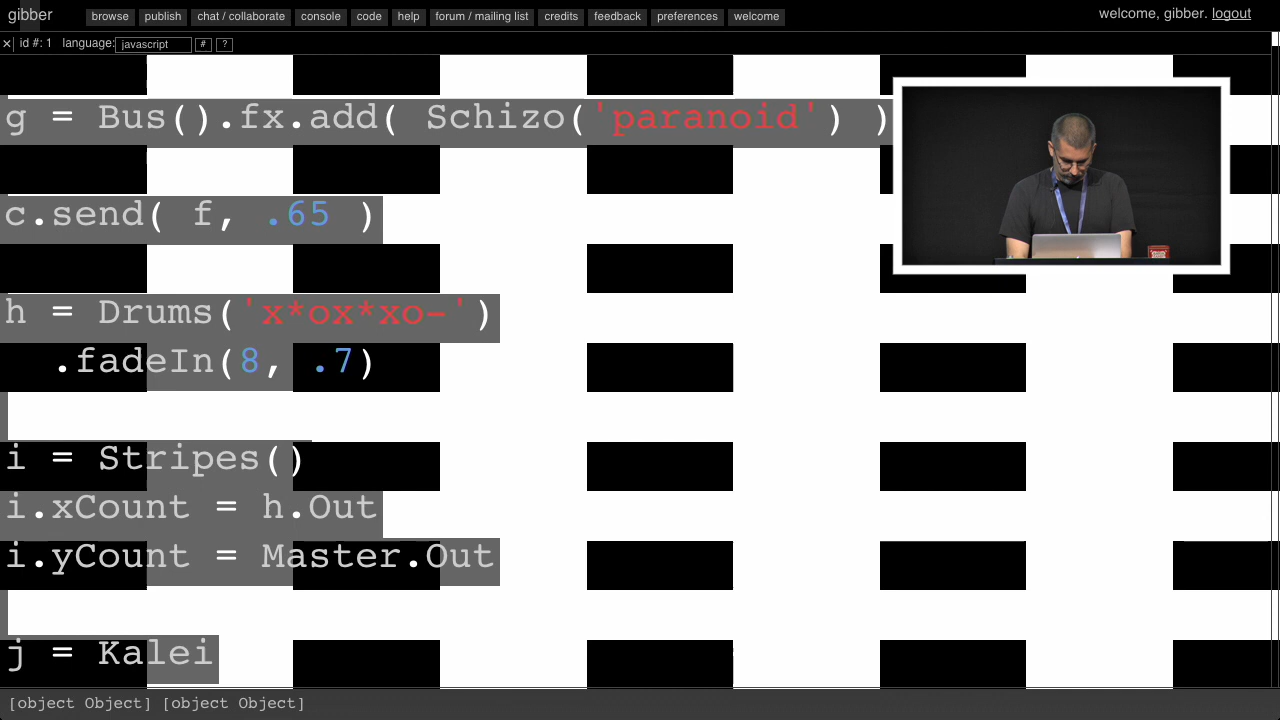 gibber browse publish chat / collaborate console code help forum / mailing list credits feedback preferences welcome welcome, gibber. logout
× id #: 1 language: javascript # ?
g = Bus().fx.add( Schizo('paranoid') )
c.send( f, .65 )
h = Drums('x*ox*xo-')
.fadeIn(8, .7)
i = Stripes()
i.xCount = h.Out
i.yCount = Master.Out
j = Kalei
[object Object] [object Object]